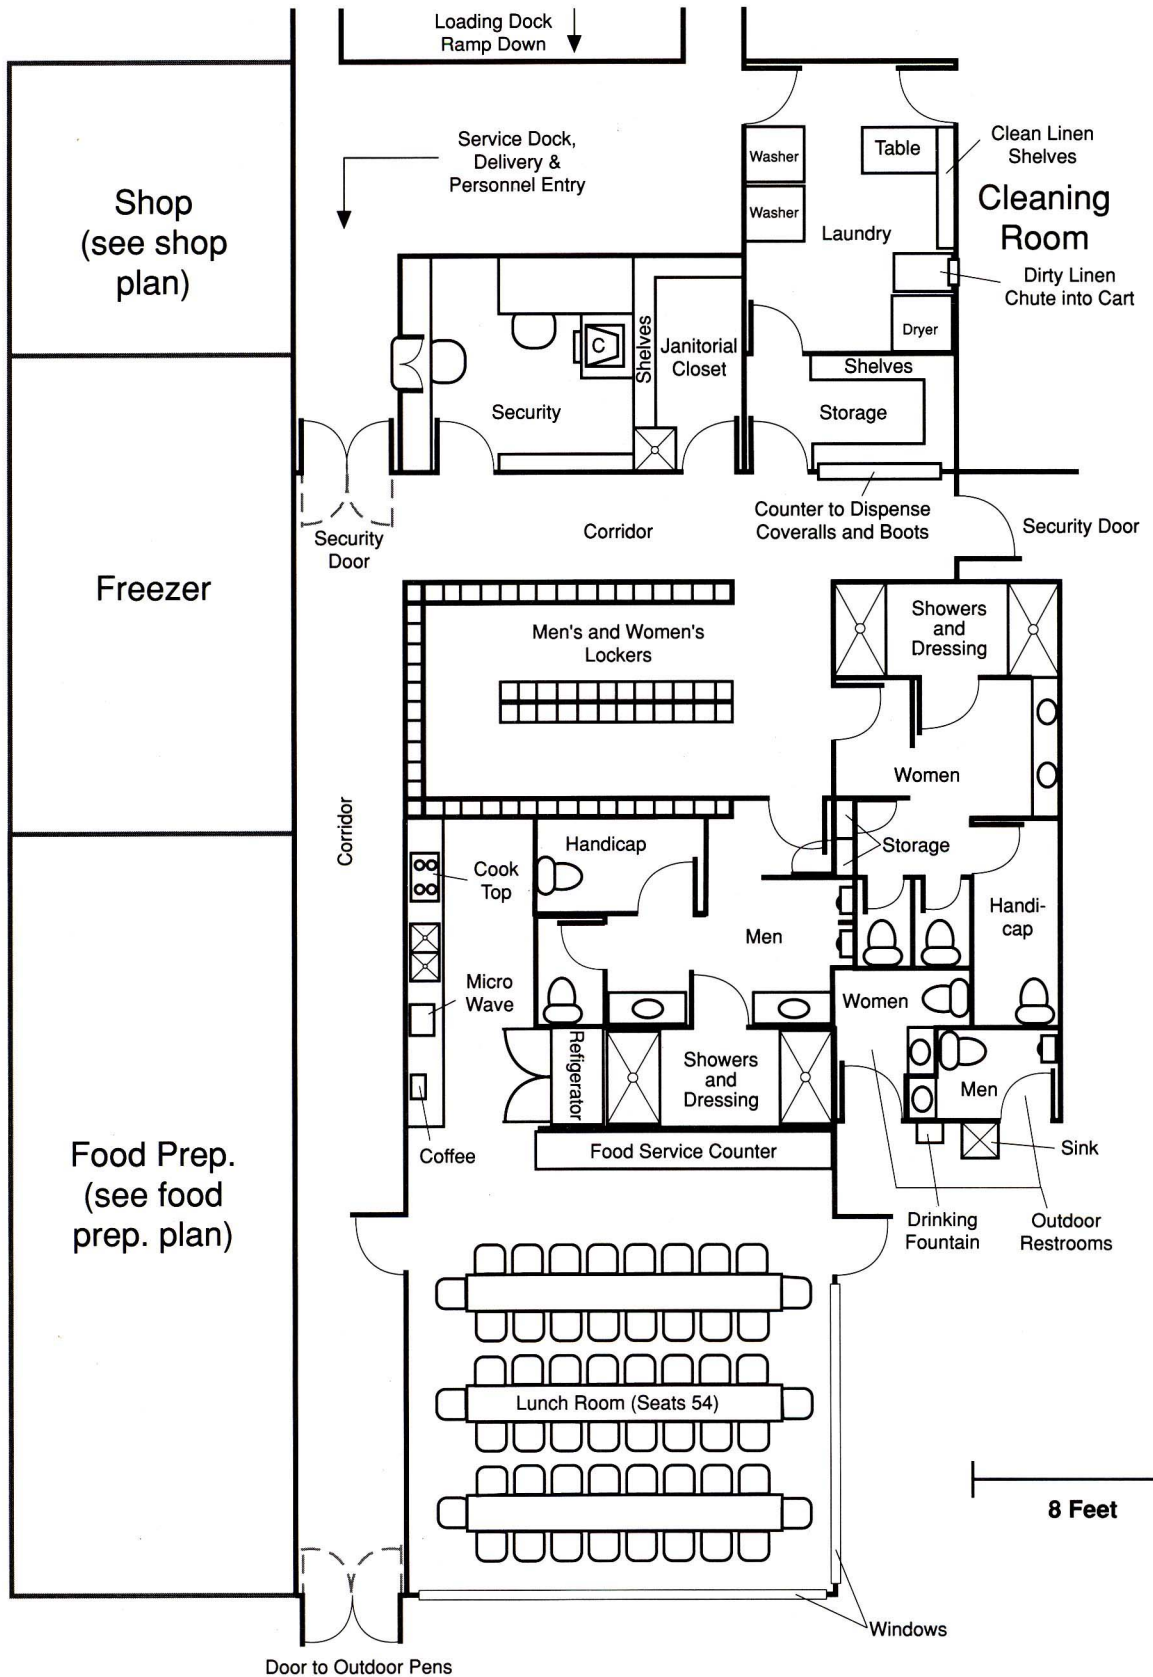 Loading Dock
Ramp Down
Service Dock,
Delivery &
Personnel Entry
Shop
(see shop
plan)
Washer
Washer
Table
Laundry
Clean Linen
Shelves
Cleaning
Room
Dirty Linen
Chute into Cart
Dryer
C
Shelves
Janitorial
Closet
Security
Shelves
Storage
Counter to Dispense
Coveralls and Boots
Security Door
Security
Door
Corridor
Freezer
Men's and Women's
Lockers
Showers
and
Dressing
Women
Corridor
Storage
Handicap
Cook
Top
Handi-
cap
Men
Micro
Wave
Women
Refigerator
Showers
and
Dressing
Men
Coffee
Food Service Counter
Sink
Food Prep.
(see food
prep. plan)
Drinking
Fountain
Outdoor
Restrooms
Lunch Room (Seats 54)
8 Feet
Windows
Door to Outdoor Pens